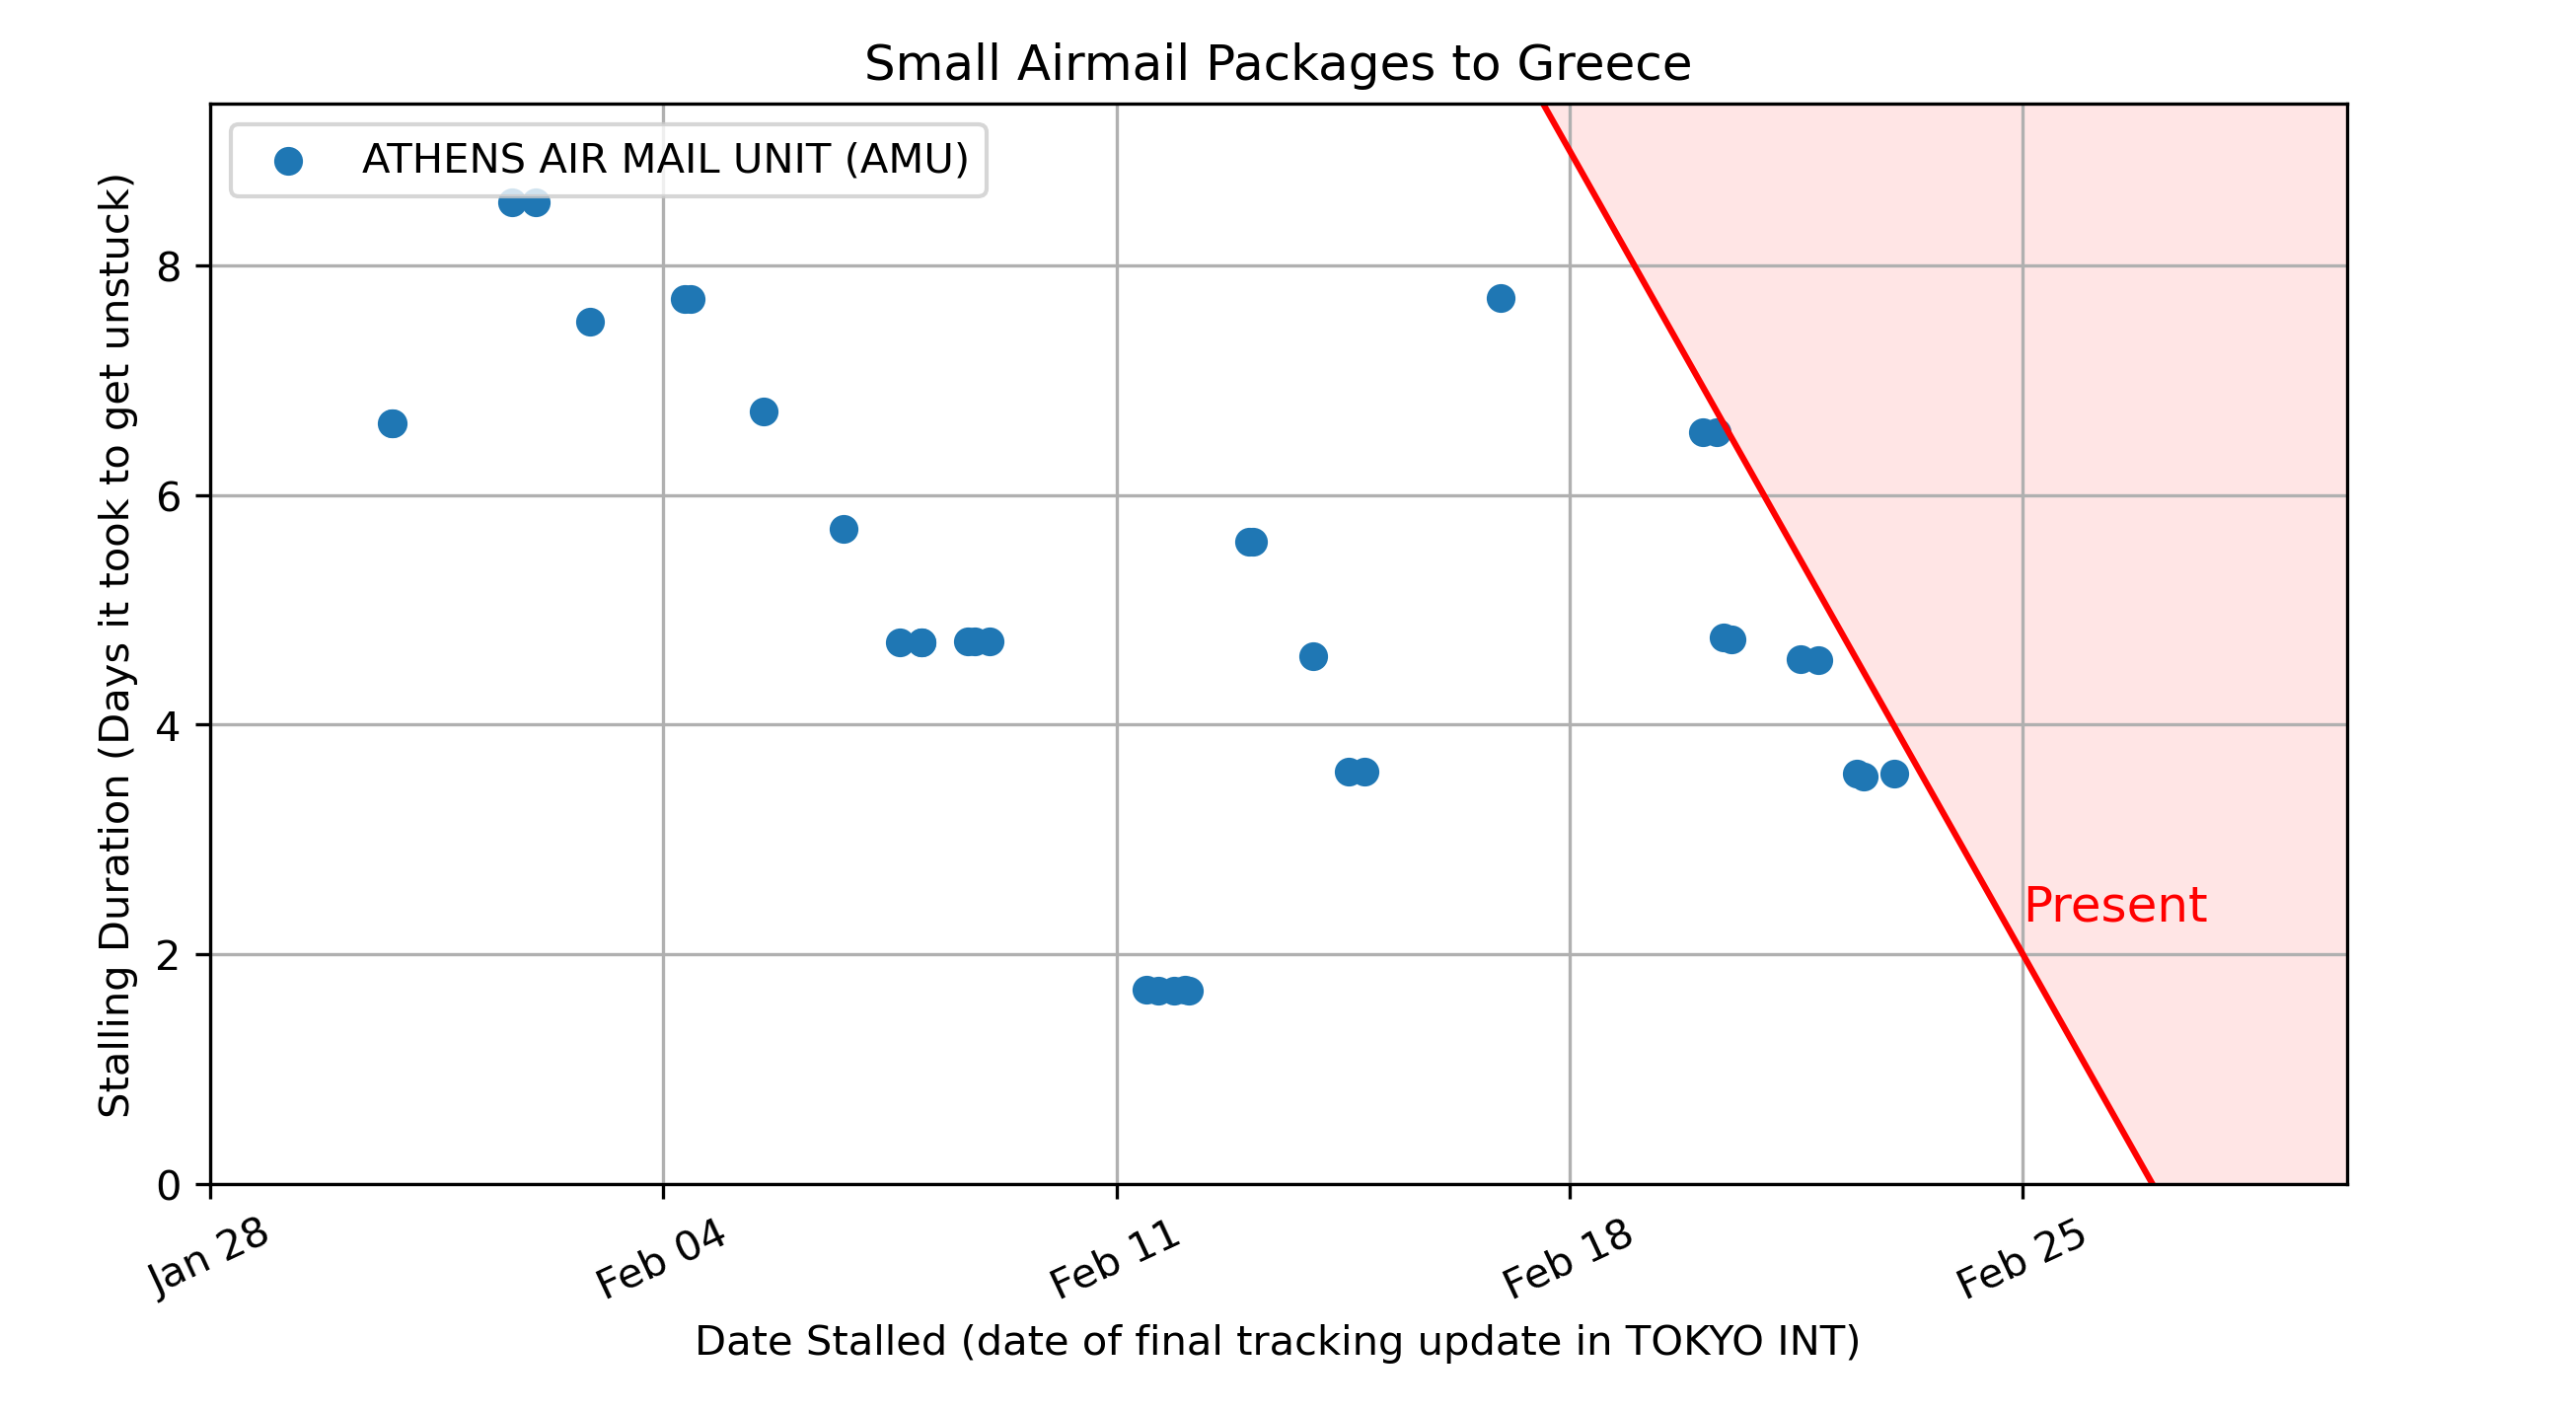 Small Airmail Packages to Greece
ATHENS AIR MAIL UNIT (AMU)
Stalling Duration (Days it took to get unstuck)
8
6
4
2
0
Present
Jan 28
Feb 04
Feb 11
Feb 18
Feb 25
Date Stalled (date of final tracking update in TOKYO INT)